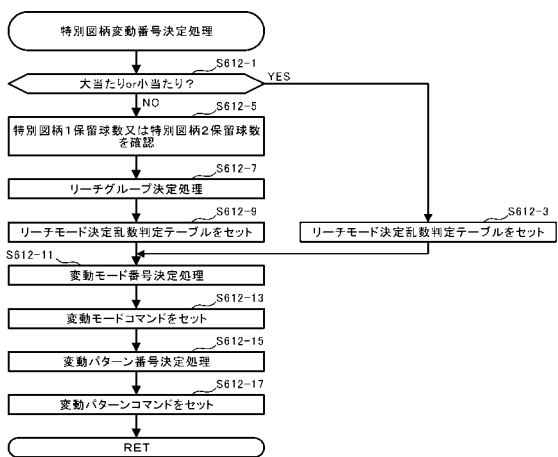 特別図柄変動番号決定処理
S612-1
大当たりor小当たり？
YES
NO
S612-5
特別図柄1保留球数又は特別図柄2保留球数
を確認
S612-7
リーチグループ決定処理
S612-9
リーチモード決定乱数判定テーブルをセット
S612-3
リーチモード決定乱数判定テーブルをセット
S612-11
変動モード番号決定処理
S612-13
変動モードコマンドをセット
S612-15
変動パターン番号決定処理
S612-17
変動パターンコマンドをセット
RET